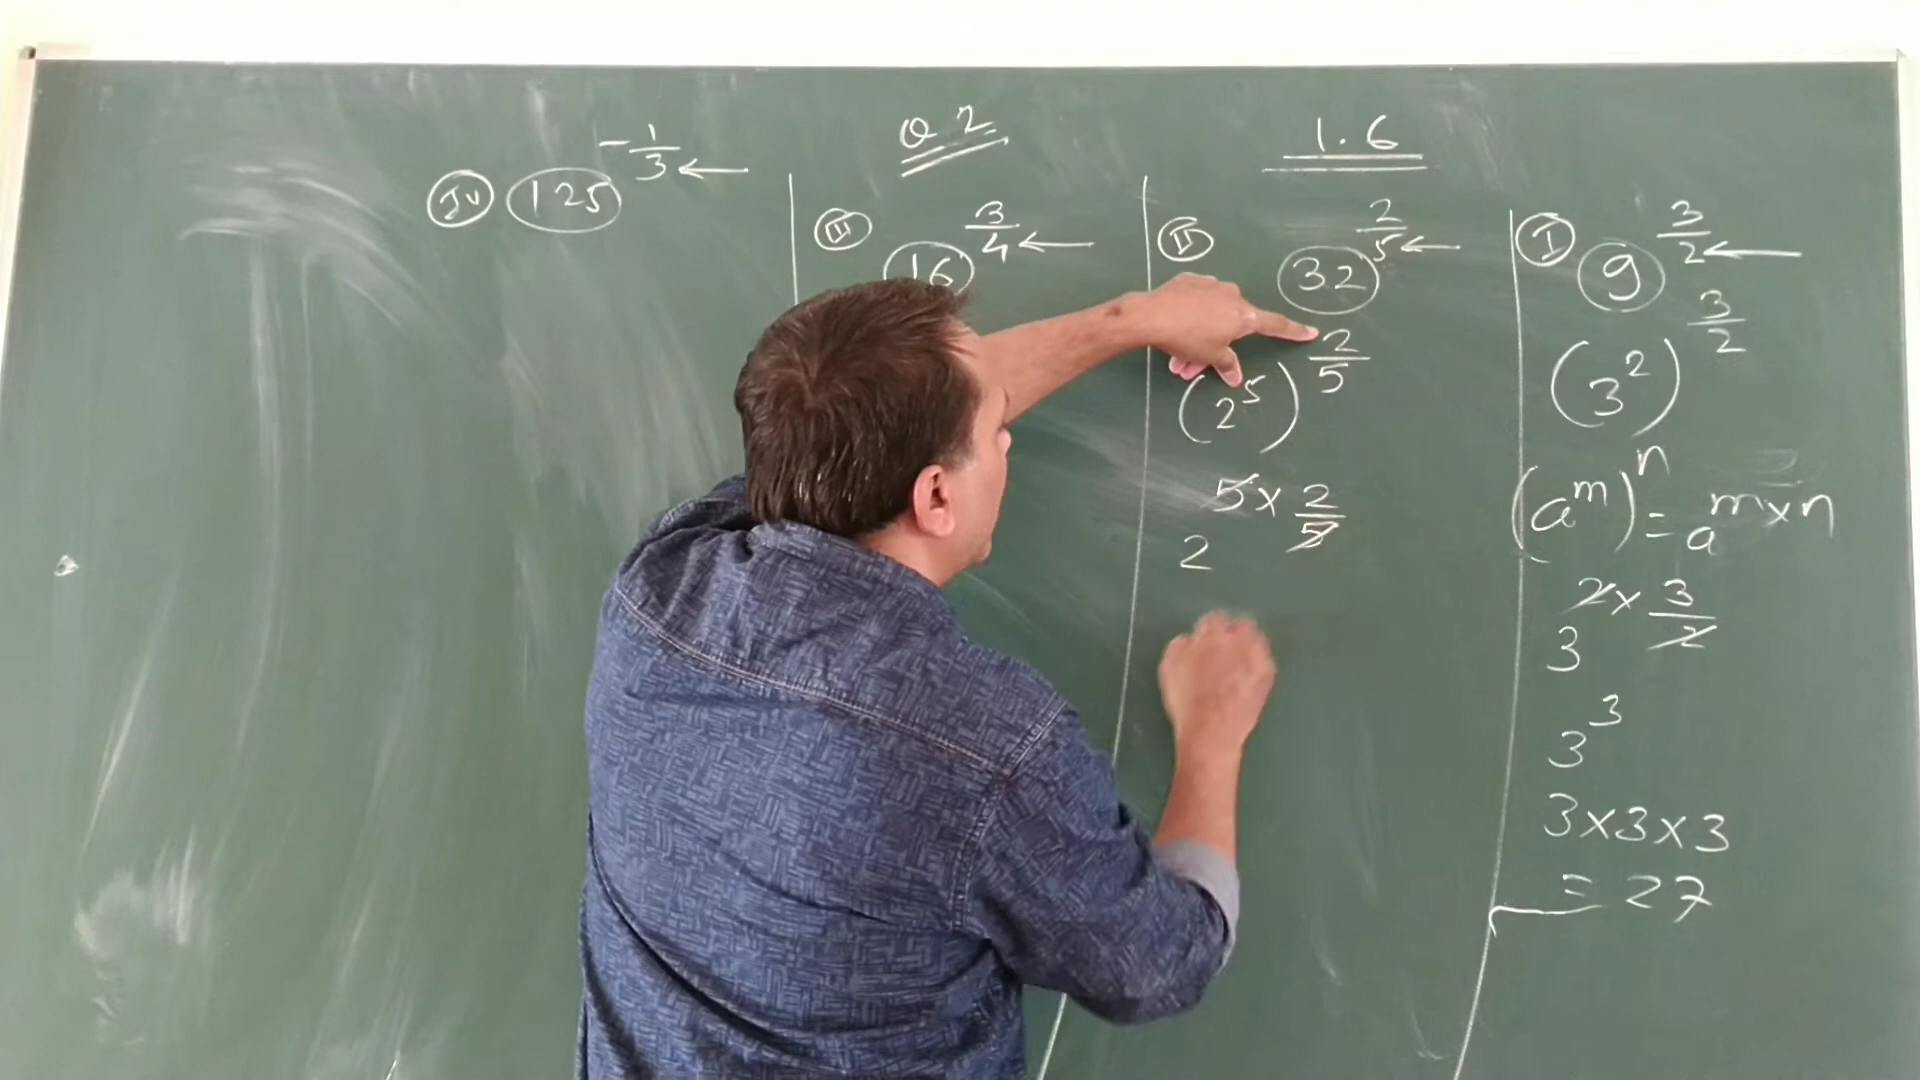 Q 2
1.6
(I) 9^(3/2)
(3^2)^(3/2)
(a^m)^n = a^(m×n)
3^(2×3/2)
3^3
3×3×3
= 27
(II) 32^(2/5)
(2^5)^(2/5)
2^(5×2/5)
(III) 16^(3/4)
(IV) 125^(-1/3)